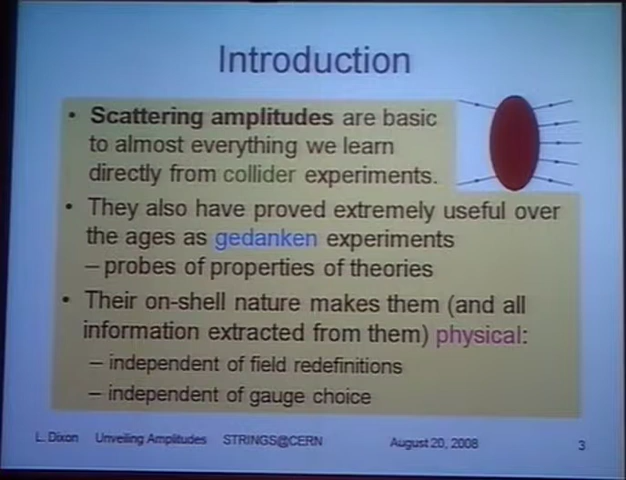 Introduction
• Scattering amplitudes are basic
to almost everything we learn
directly from collider experiments.
• They also have proved extremely useful over
the ages as gedanken experiments
– probes of properties of theories
• Their on-shell nature makes them (and all
information extracted from them) physical:
– independent of field redefinitions
– independent of gauge choice
L. Dixon Unveiling Amplitudes STRINGS@CERN August 20, 2008 3